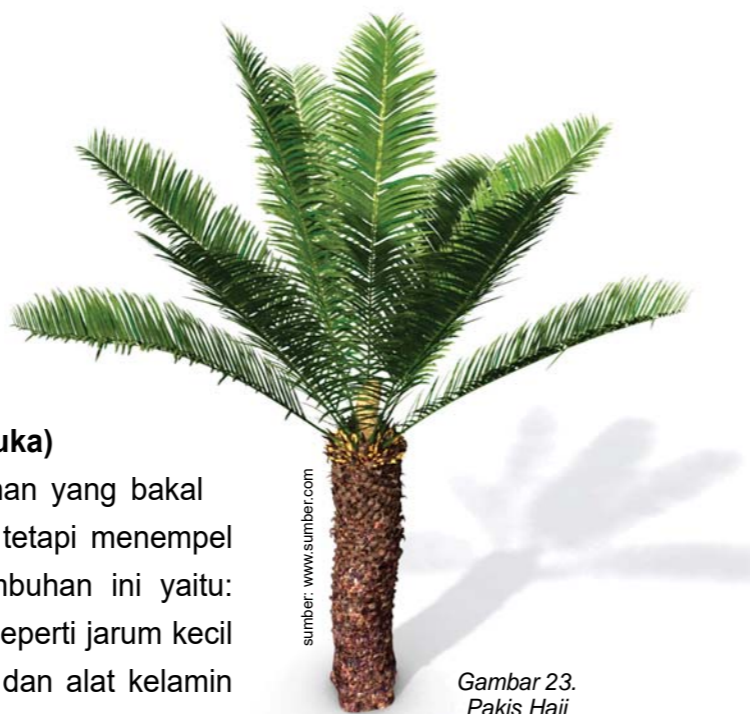 uka)
nan yang bakal
tetapi menempel
mbuhan ini yaitu:
seperti jarum kecil
dan alat kelamin
sumber: www.sumber.com
Gambar 23.
Pakis Haji